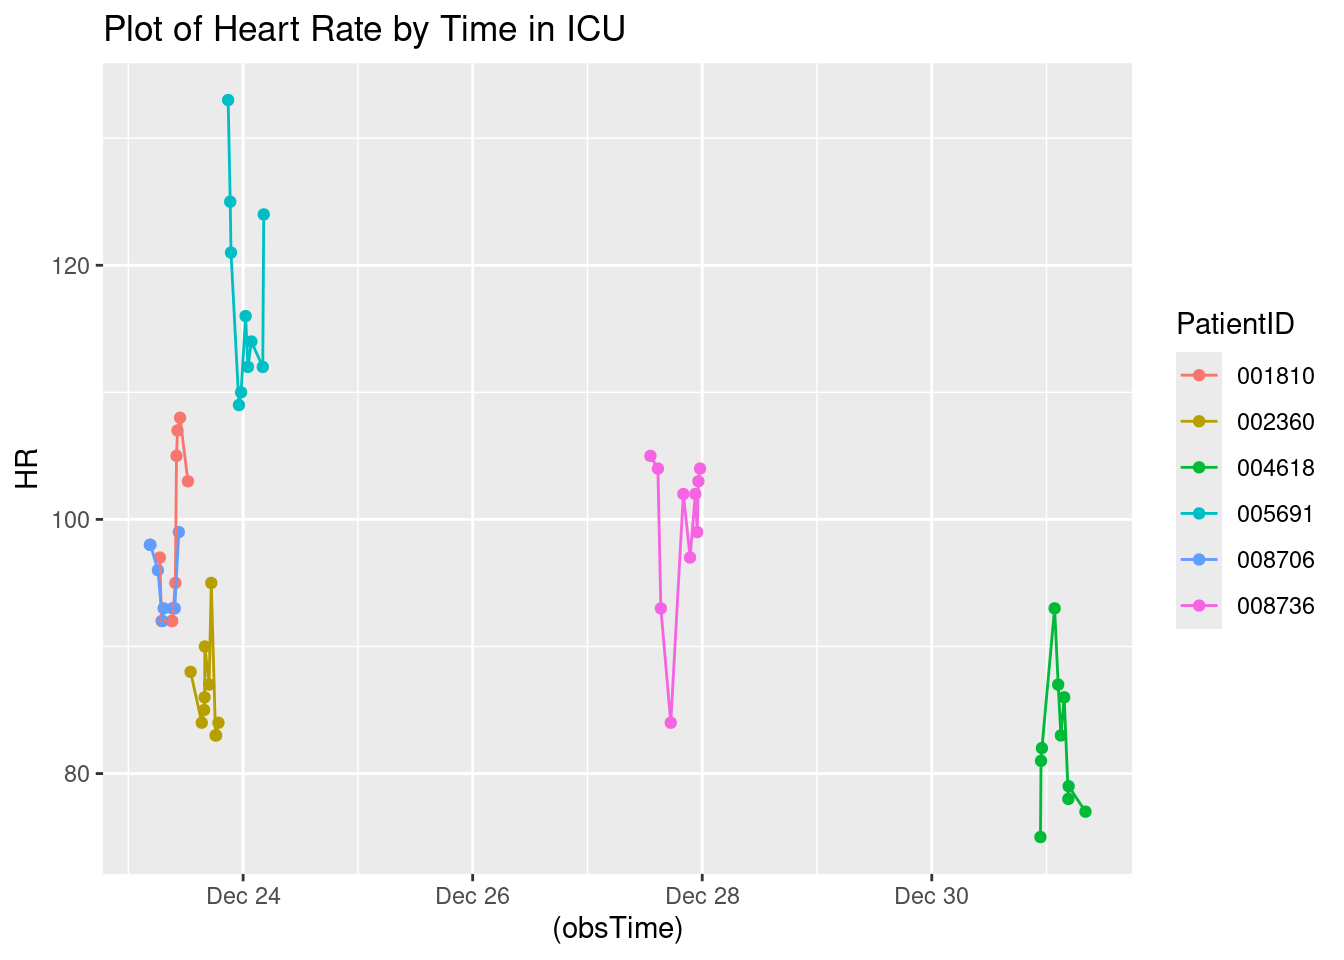 Plot of Heart Rate by Time in ICU
HR
120
100
80
Dec 24
Dec 26
Dec 28
Dec 30
(obsTime)
PatientID
001810
002360
004618
005691
008706
008736